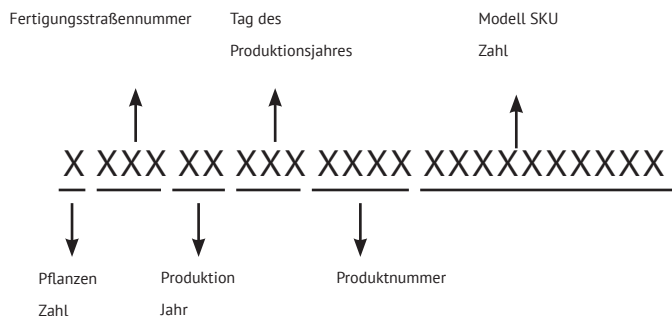 Fertigungsstraßennummer
Tag des
Produktionsjahres
Modell SKU
Zahl
X XXX XX XXX XXXX XXXXXXXXXX
Pflanzen
Zahl
Produktion
Jahr
Produktnummer